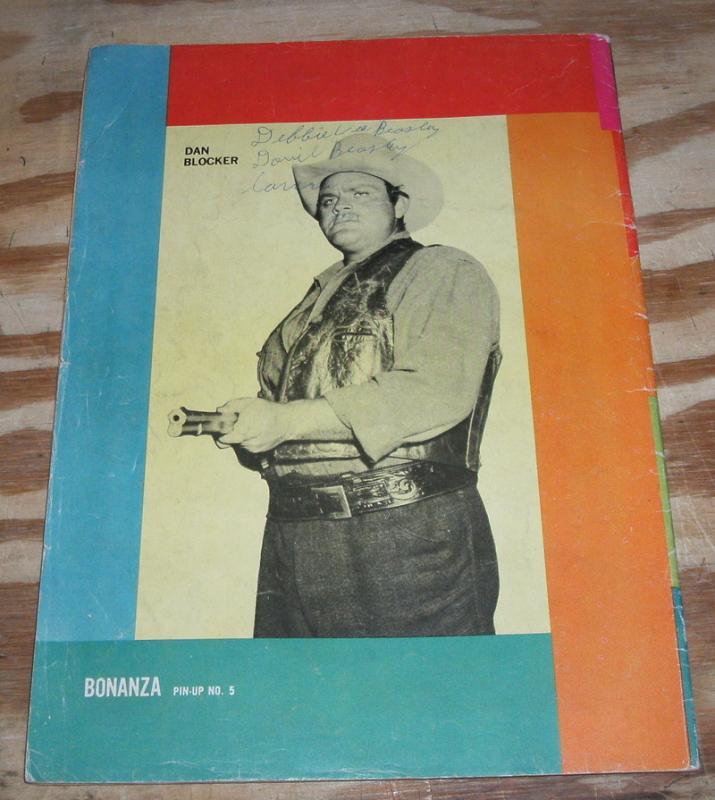 DAN
BLOCKER
Debbie Beasley
David Beasley
BONANZA PIN-UP NO. 5